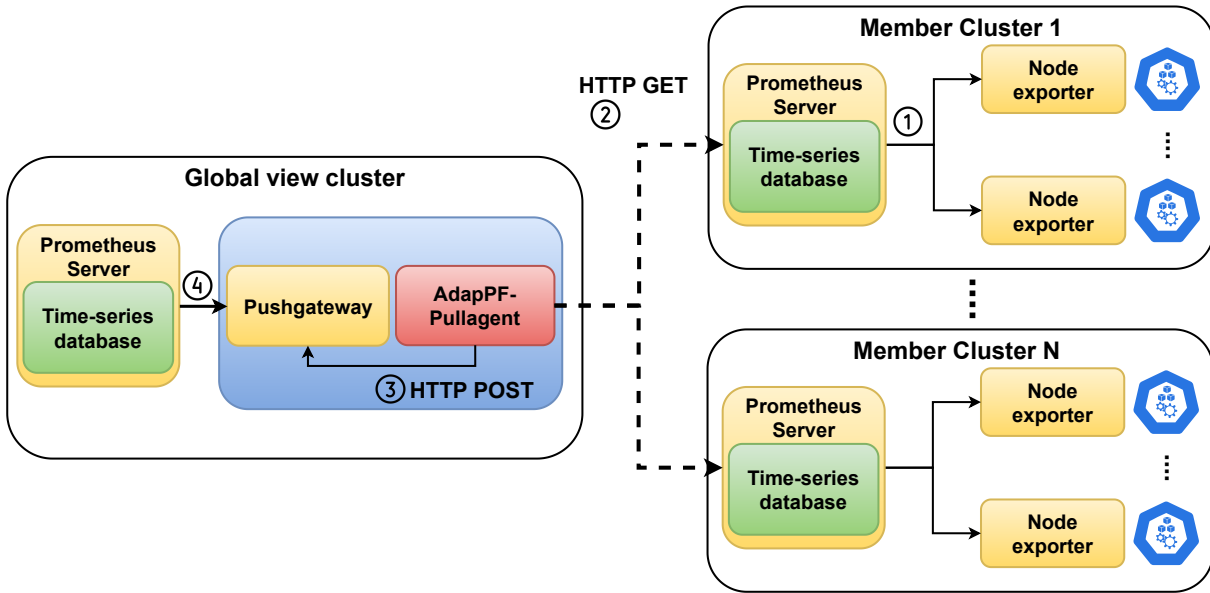 Global view cluster
Prometheus
Server
Time-series
database
④
Pushgateway
AdapPF-
Pullagent
③ HTTP POST
HTTP GET
②
Member Cluster 1
Prometheus
Server
Time-series
database
①
Node
exporter
Node
exporter
Member Cluster N
Prometheus
Server
Time-series
database
Node
exporter
Node
exporter